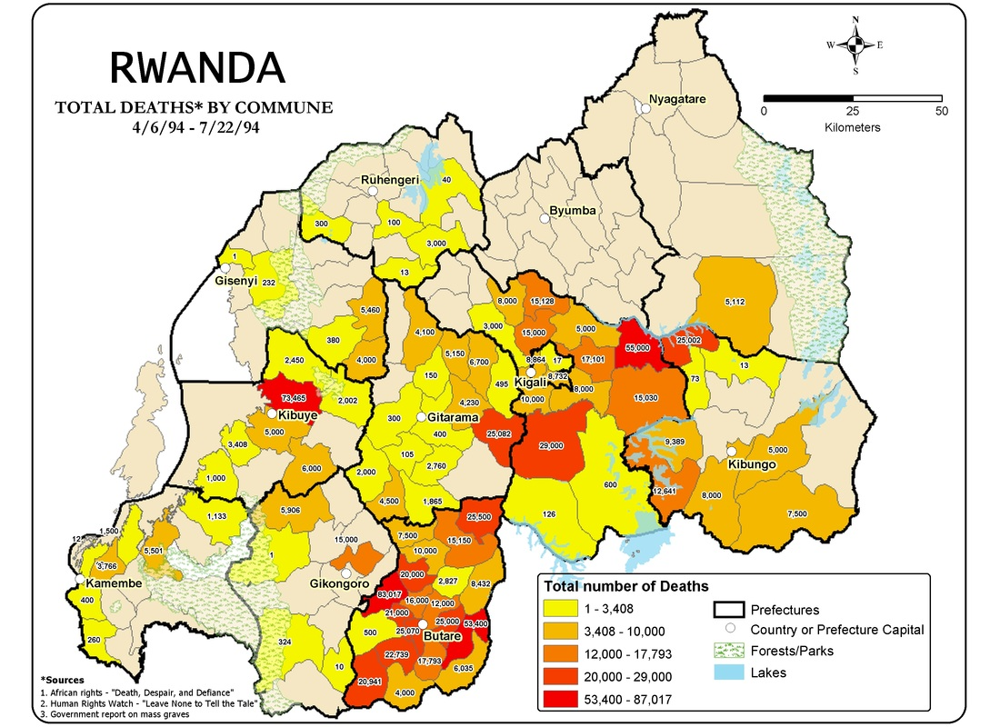 RWANDA
TOTAL DEATHS* BY COMMUNE
4/6/94 - 7/22/94
N
W E
S
0 25 50
Kilometers
Nyagatare
Ruhengeri
40
Byumba
300
100
3,000
1
Gisenyi
232
13
5,112
5,460
8,000
15,128
4,100
3,000
15,000
5,000
380
55,000
25,002
4,000
5,150
6,700
8,864
17
17,101
2,450
150
495
Kigali
8,732
73
13
73,465
2,002
4,230
10,000
8,000
15,030
Kibuye
300
Gitarama
5,000
400
25,082
3,408
29,000
9,389
5,000
105
Kibungo
6,000
2,760
1,000
2,000
600
12,641
8,000
4,500
1,865
5,906
126
7,500
1,133
25,500
1,500
12
5,501
7,500
15,150
15,000
10,000
3,766
1
Kamembe
Gikongoro
20,000
2,827
8,432
400
83,017
16,000
12,000
21,000
25,000
53,400
260
500
25,070
Butare
324
22,739
17,793
10
6,035
20,941
4,000
Total number of Deaths
1 - 3,408
3,408 - 10,000
12,000 - 17,793
20,000 - 29,000
53,400 - 87,017
Prefectures
Country or Prefecture Capital
Forests/Parks
Lakes
*Sources
1. African rights - "Death, Despair, and Defiance"
2. Human Rights Watch - "Leave None to Tell the Tale"
3. Government report on mass graves